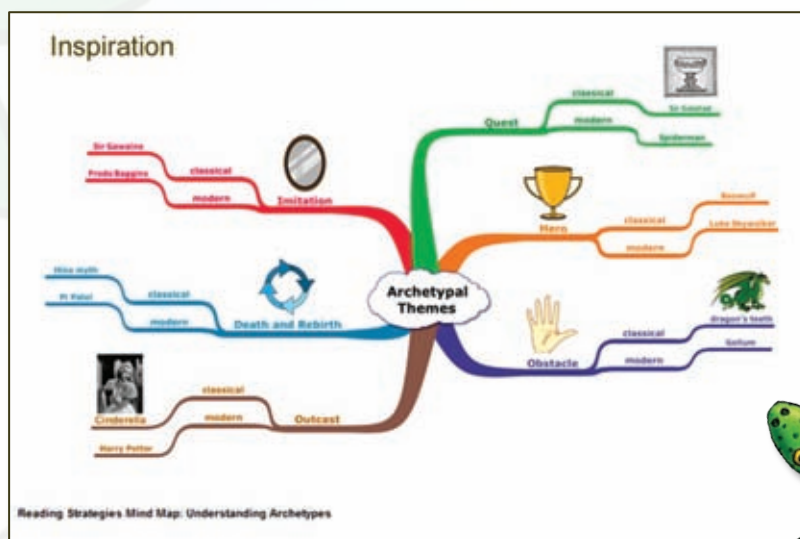 Inspiration
classical
Quest
modern
Spiderman
Sir Gawaine
classical
Frodo Baggins
modern
Imitation
Beowulf
classical
Luke Skywalker
Hero
modern
Archetypal
Themes
classical
Pi Patel
modern
Death and Rebirth
dragon's teeth
classical
Gollum
Obstacle
modern
classical
Cinderella
modern
Outcast
Harry Potter
Reading Strategies Mind Map: Understanding Archetypes